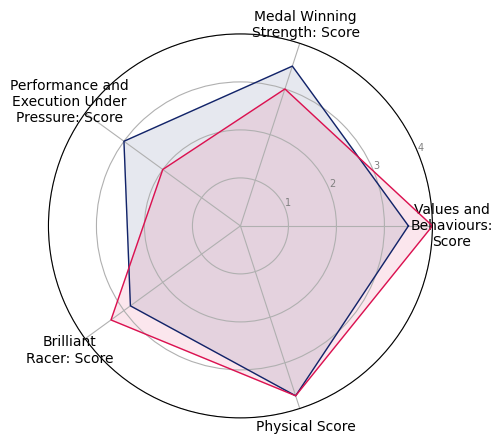 Medal Winning
Strength: Score
Performance and
Execution Under
Pressure: Score
4
3
2
1
Values and
Behaviours:
Score
Brilliant
Racer: Score
Physical Score